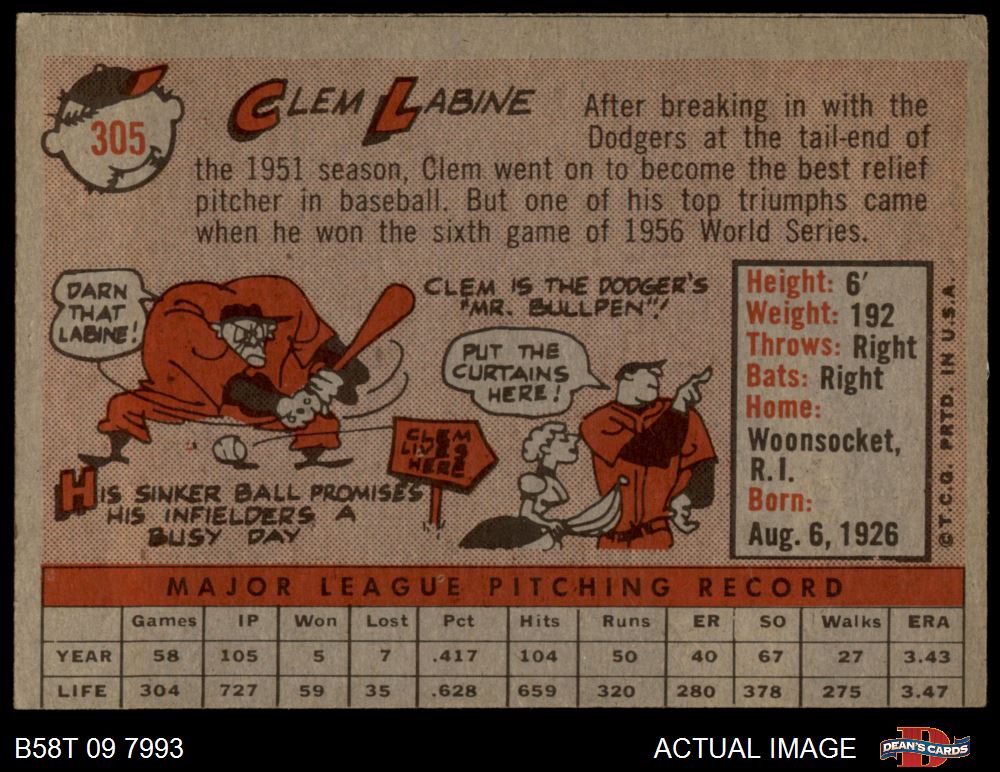 305
CLEM LABINE
After breaking in with the
Dodgers at the tail-end of
the 1951 season, Clem went on to become the best relief
pitcher in baseball. But one of his top triumphs came
when he won the sixth game of 1956 World Series.
DARN
THAT
LABINE!
CLEM IS THE DODGER'S
"MR. BULLPEN"!
PUT THE
CURTAINS
HERE!
CLEM
LIVES
HERE
HIS SINKER BALL PROMISES
HIS INFIELDERS A
BUSY DAY
Height: 6'
Weight: 192
Throws: Right
Bats: Right
Home:
Woonsocket,
R.I.
Born:
Aug. 6, 1926
© T.C.G. PRTD. IN U.S.A.
MAJOR LEAGUE PITCHING RECORD
Games IP Won Lost Pct Hits Runs ER SO Walks ERA
YEAR 58 105 5 7 .417 104 50 40 67 27 3.43
LIFE 304 727 59 35 .628 659 320 280 378 275 3.47
B58T 09 7993
ACTUAL IMAGE
D
DEAN'S CARDS